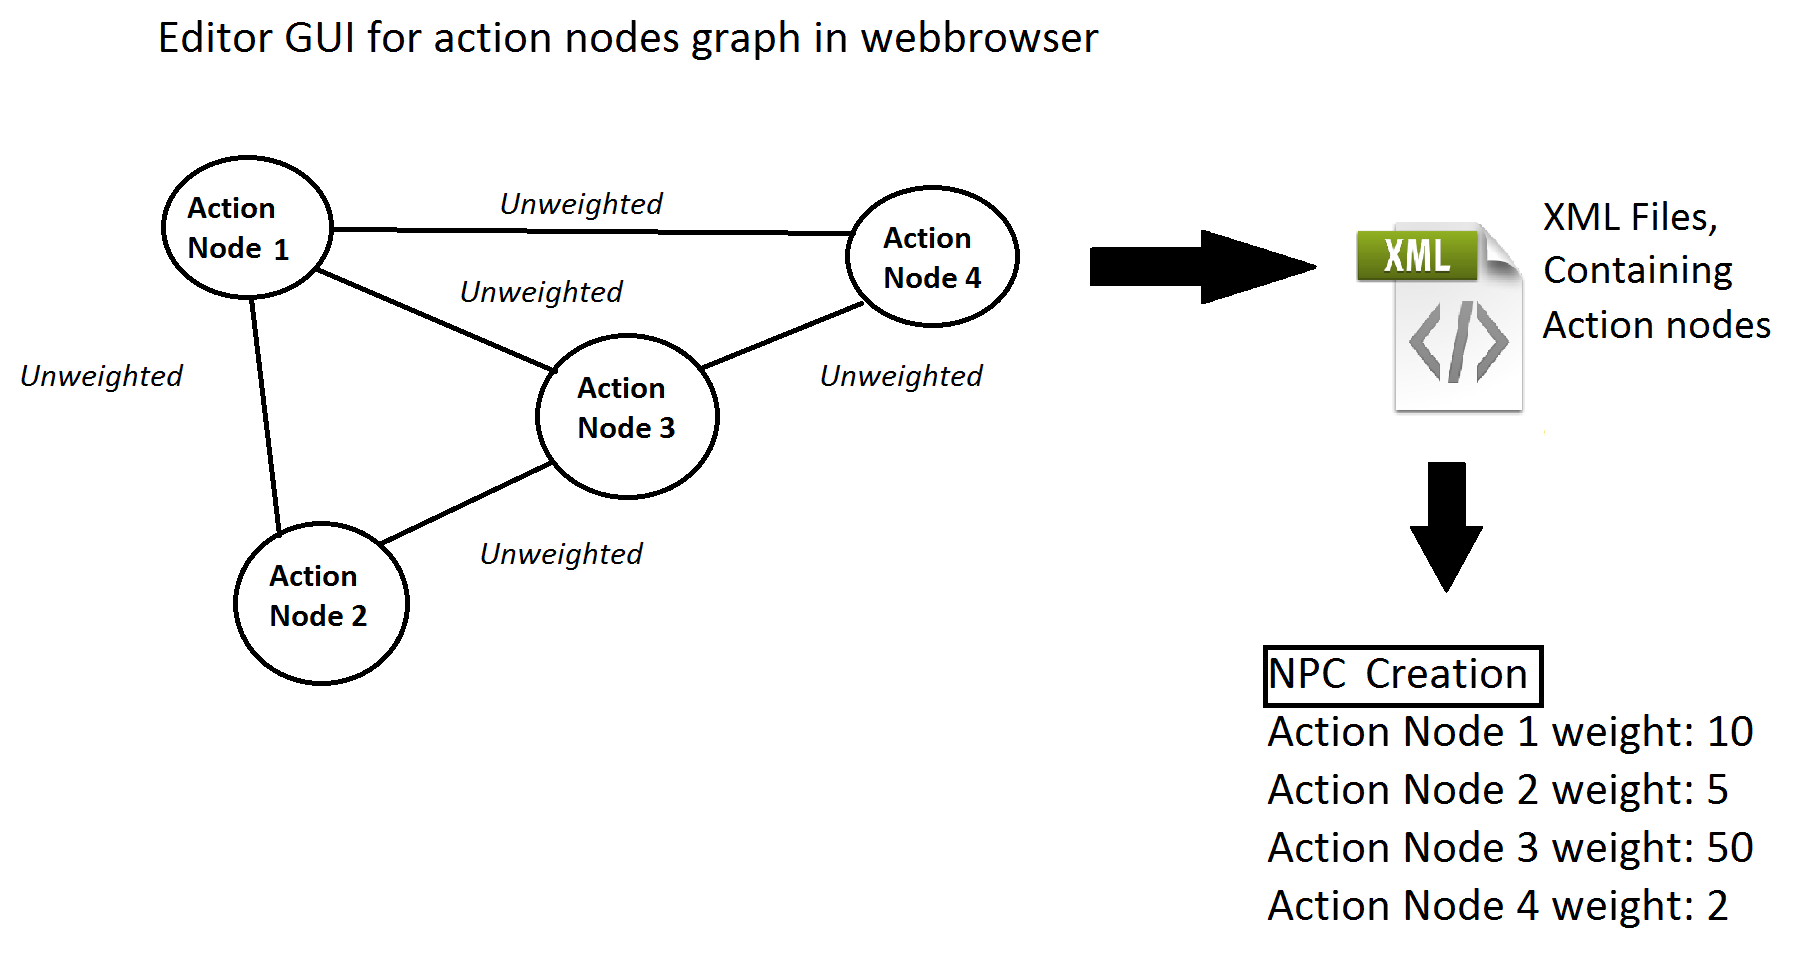 Editor GUI for action nodes graph in webbrowser
Action
Node 1
Unweighted
Action
Node 4
Unweighted
Unweighted
Action
Node 3
Unweighted
Unweighted
Action
Node 2
XML
</>
XML Files,
Containing
Action nodes
NPC Creation
Action Node 1 weight: 10
Action Node 2 weight: 5
Action Node 3 weight: 50
Action Node 4 weight: 2